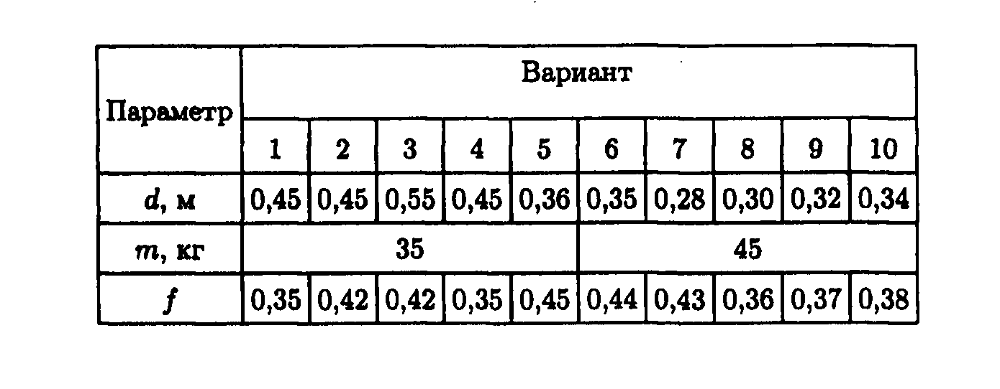 Параметр
Вариант
1 2 3 4 5 6 7 8 9 10
d, м 0,45 0,45 0,55 0,45 0,36 0,35 0,28 0,30 0,32 0,34
m, кг 35 45
f 0,35 0,42 0,42 0,35 0,45 0,44 0,43 0,36 0,37 0,38